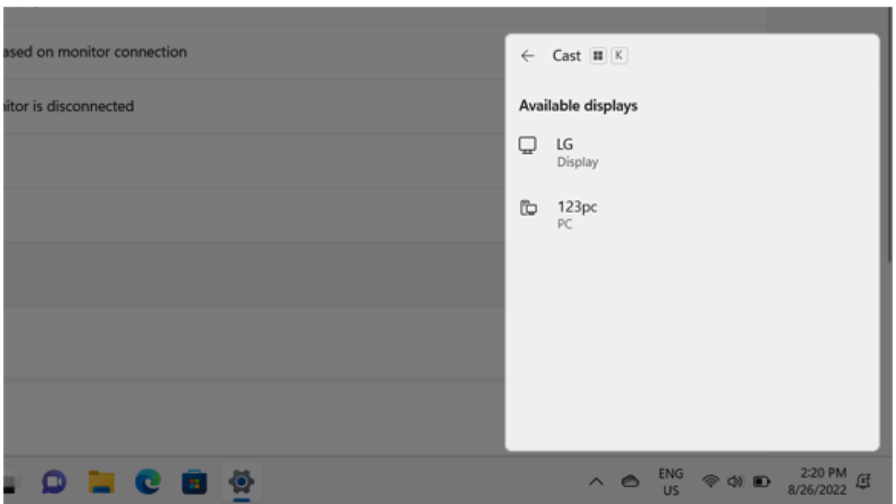 ased on monitor connection
nitor is disconnected
Cast K
Available displays
LG
Display
123pc
PC
ENG
US
2:20 PM
8/26/2022